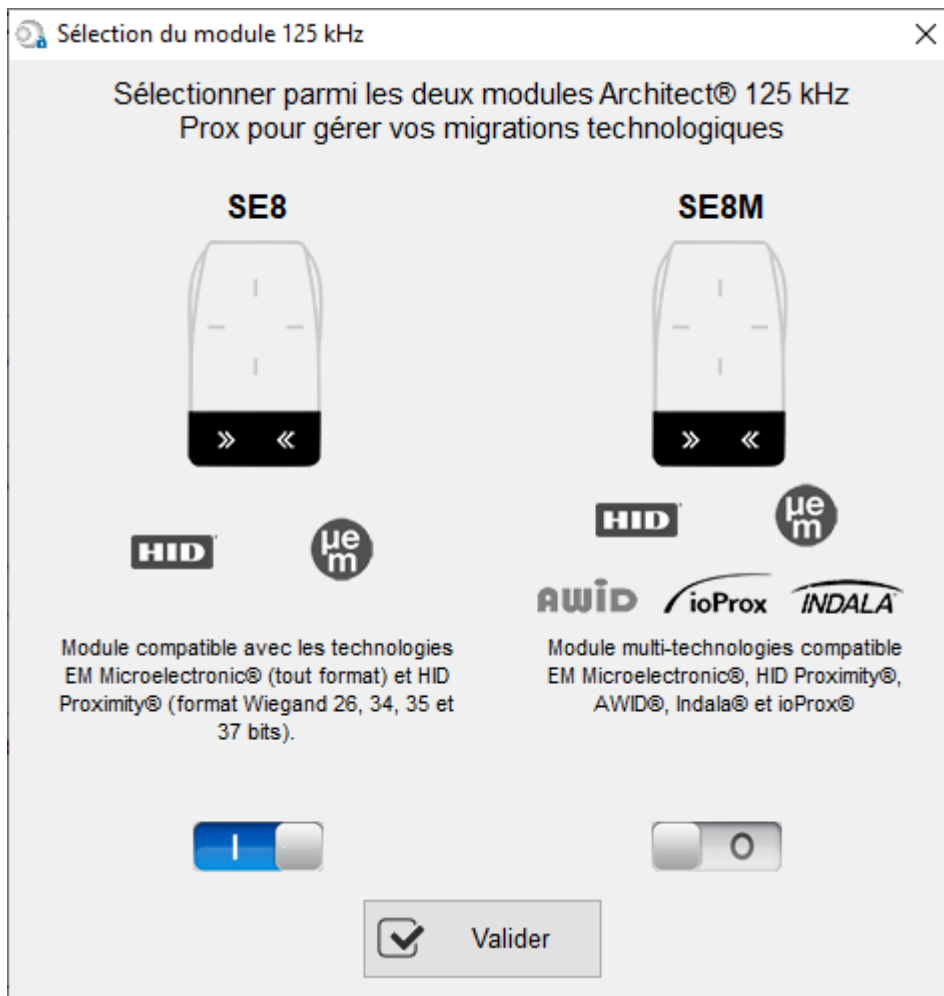 Sélection du module 125 kHz
Sélectionner parmi les deux modules Architect® 125 kHz
Prox pour gérer vos migrations technologiques
SE8
HID
µem
Module compatible avec les technologies
EM Microelectronic® (tout format) et HID
Proximity® (format Wiegand 26, 34, 35 et
37 bits).
I
SE8M
HID
µem
AWiD ioProx INDALA
Module multi-technologies compatible
EM Microelectronic®, HID Proximity®,
AWID®, Indala® et ioProx®
O
Valider